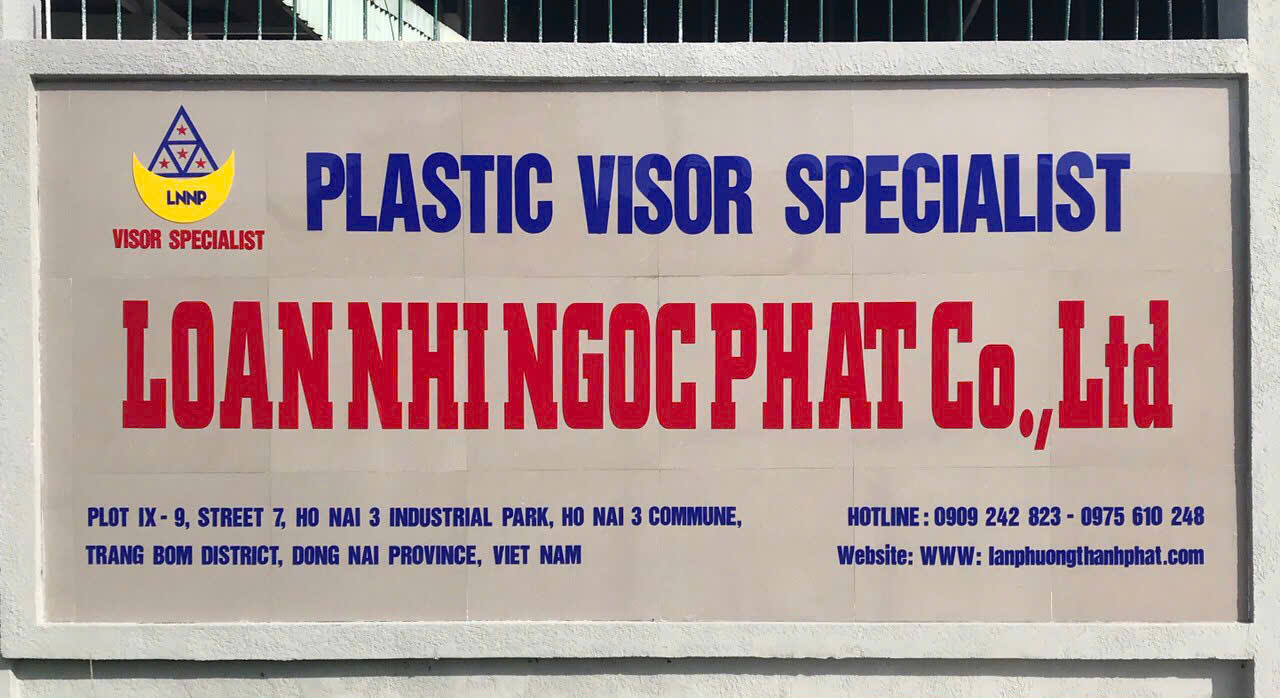 LNNP
VISOR SPECIALIST
PLASTIC VISOR SPECIALIST
LOAN NHI NGOC PHAT Co.,Ltd
PLOT IX - 9, STREET 7, HO NAI 3 INDUSTRIAL PARK, HO NAI 3 COMMUNE,
TRANG BOM DISTRICT, DONG NAI PROVINCE, VIET NAM
HOTLINE : 0909 242 823 - 0975 610 248
Website: WWW: lanphuongthanhphat.com